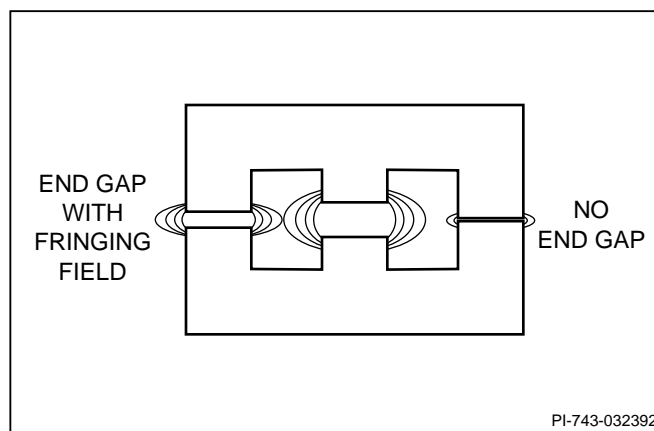 END GAP
WITH
FRINGING
FIELD
NO
END GAP
PI-743-032392